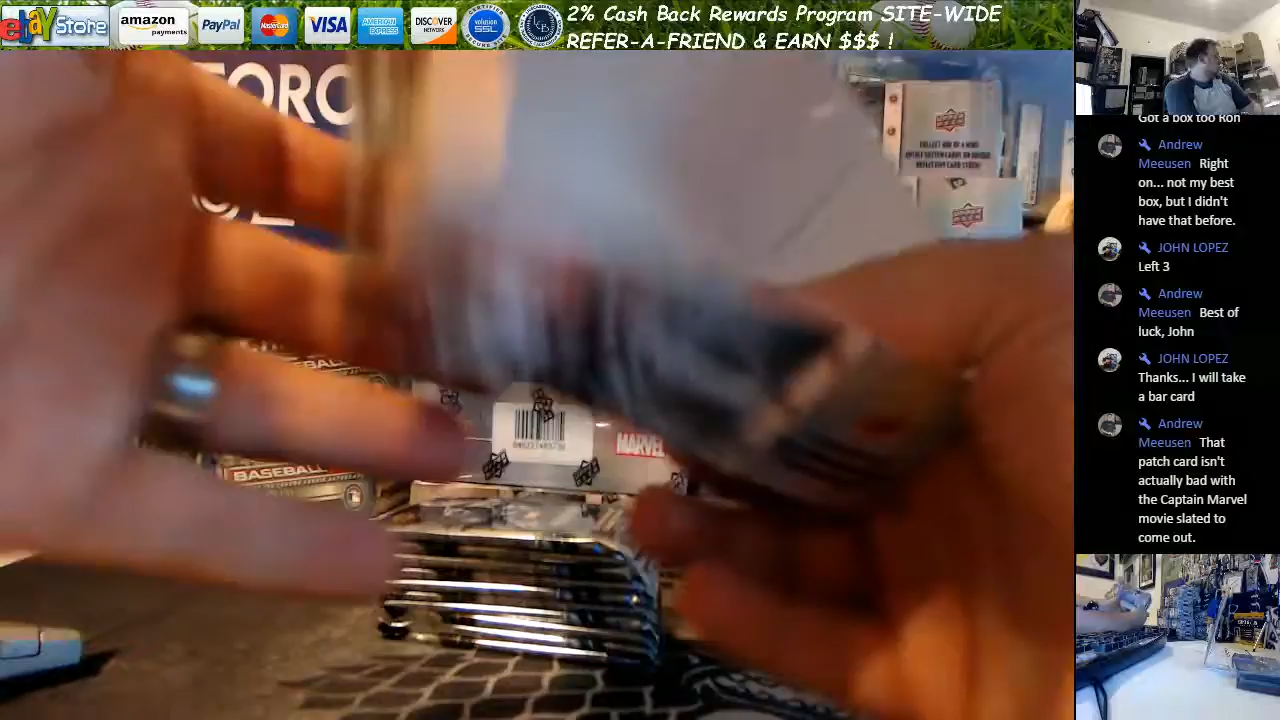 ebay Store
amazon
payments
PayPal
MasterCard
VISA
AMERICAN
EXPRESS
DISCOVER
NETWORK
SSL
2% Cash Back Rewards Program SITE-WIDE
REFER-A-FRIEND & EARN $$$ !
BASEBALL
BASEBALL
MARVEL
Got a box too Ron
Andrew
Meeusen Right
on... not my best
box, but I didn't
have that before.
JOHN LOPEZ
Left 3
Andrew
Meeusen Best of
luck, John
JOHN LOPEZ
Thanks... I will take
a bar card
Andrew
Meeusen That
patch card isn't
actually bad with
the Captain Marvel
movie slated to
come out.